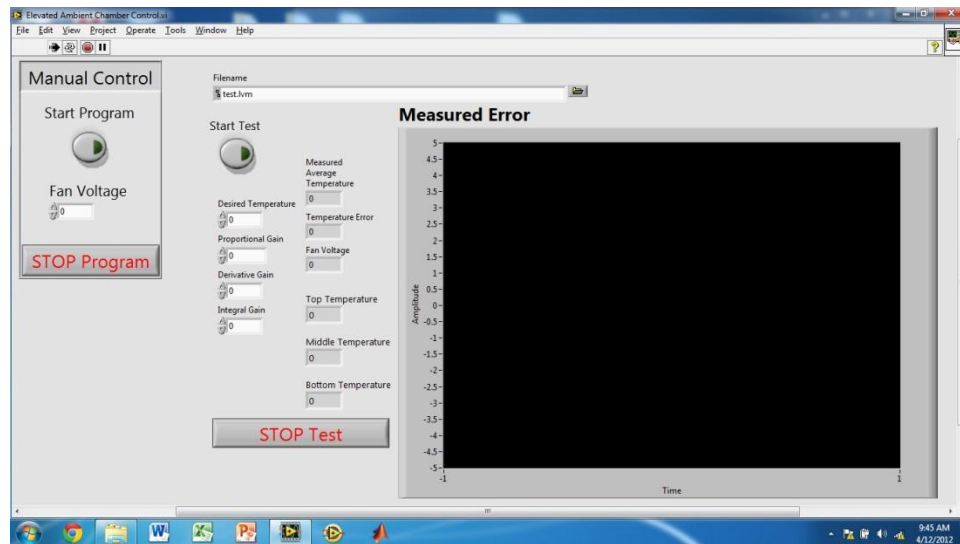 Elevated Ambient Chamber Control.vi
File Edit View Project Operate Tools Window Help
Manual Control
Start Program
Fan Voltage
0
STOP Program
Filename
test.lvm
Start Test
Desired Temperature
0
Proportional Gain
0
Derivative Gain
0
Integral Gain
0
Measured
Average
Temperature
0
Temperature Error
0
Fan Voltage
0
Top Temperature
0
Middle Temperature
0
Bottom Temperature
0
STOP Test
Measured Error
Amplitude
5
4.5
4
3.5
3
2.5
2
1.5
1
0.5
0
-0.5
-1
-1.5
-2
-2.5
-3
-3.5
-4
-4.5
-5
-1 1
Time
9:45 AM
4/12/2012